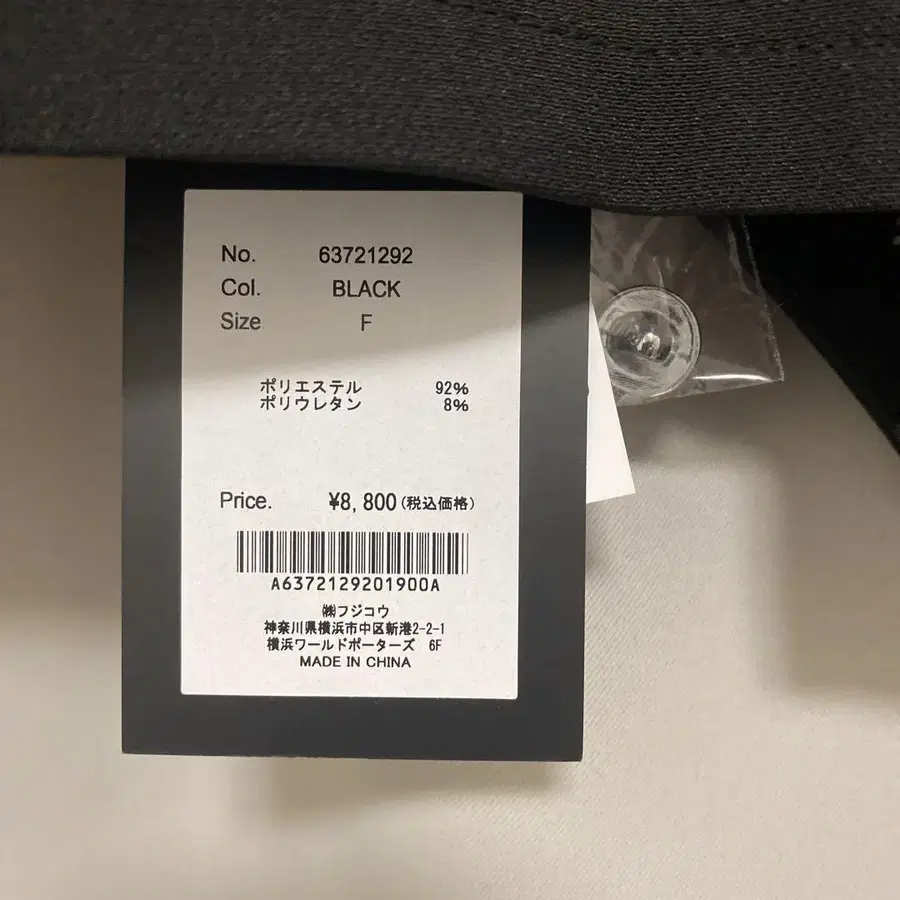 No. 63721292
Col. BLACK
Size F
ポリエステル 92%
ポリウレタン 8%
Price. ¥8,800(税込価格)
A6372129201900A
㈱フジコウ
神奈川県横浜市中区新港2-2-1
横浜ワールドポーターズ 6F
MADE IN CHINA